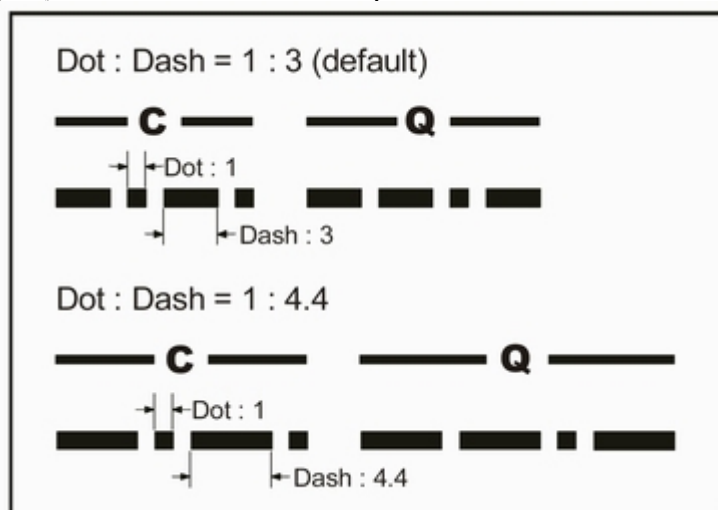 Dot : Dash = 1 : 3 (default)
C Q
Dot : 1
Dash : 3
Dot : Dash = 1 : 4.4
C Q
Dot : 1
Dash : 4.4